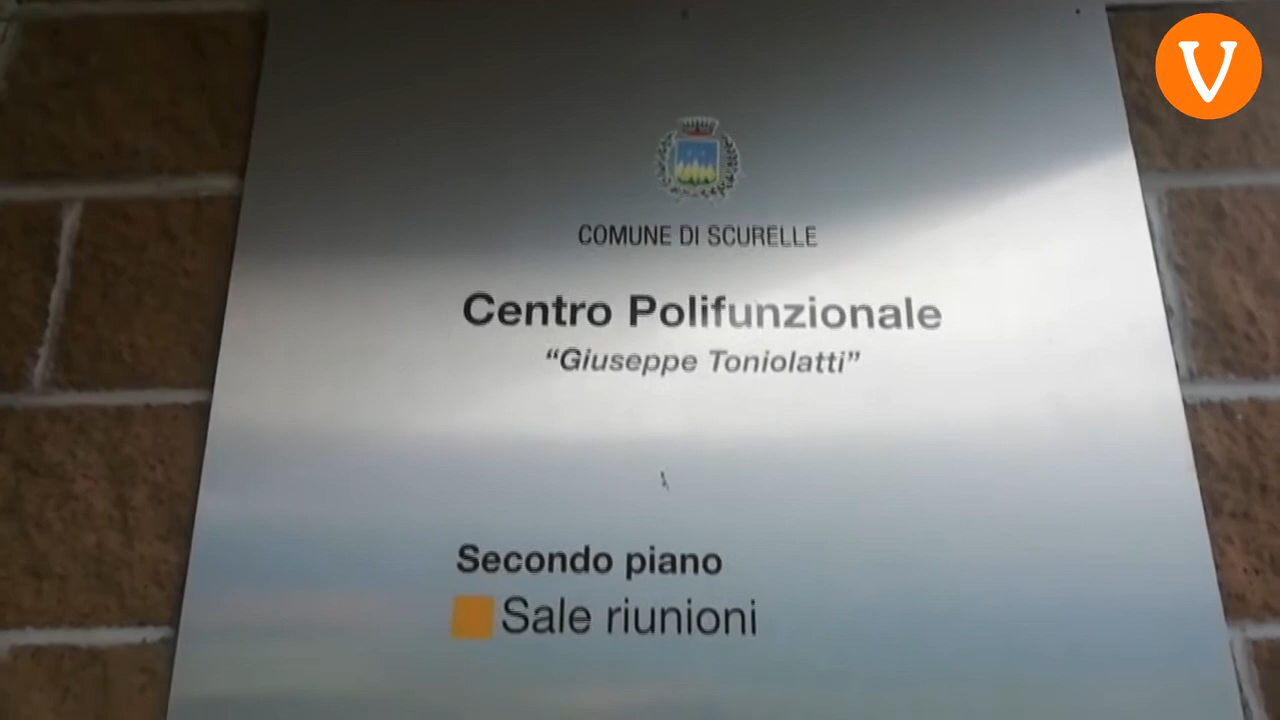 V
COMUNE DI SCURELLE
Centro Polifunzionale
“Giuseppe Toniolatti”
Secondo piano
Sale riunioni